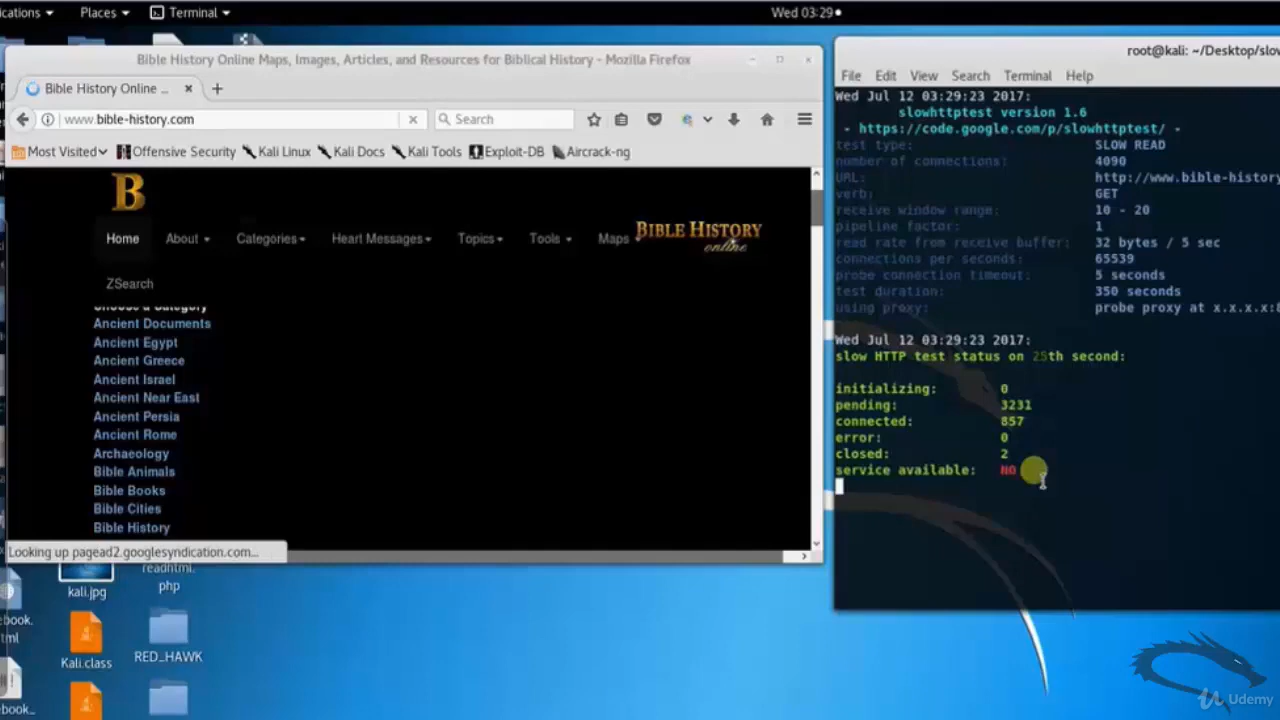 ications
Places
Terminal
Wed 03:29
Bible History Online Maps, Images, Articles, and Resources for Biblical History - Mozilla Firefox
Bible History Online ...
www.bible-history.com
Search
Most Visited
Offensive Security
Kali Linux
Kali Docs
Kali Tools
Exploit-DB
Aircrack-ng
B
Home
About
Categories
Heart Messages
Topics
Tools
Maps
BIBLE HISTORY
online
ZSearch
Choose a Category
Ancient Documents
Ancient Egypt
Ancient Greece
Ancient Israel
Ancient Near East
Ancient Persia
Ancient Rome
Archaeology
Bible Animals
Bible Books
Bible Cities
Bible History
Looking up pagead2.googlesyndication.com...
readhtml.
php
kali.jpg
ebook.
tml
Kali.class
RED_HAWK
ebook_
root@kali: ~/Desktop/slow
File Edit View Search Terminal Help
Wed Jul 12 03:29:23 2017:
slowhttptest version 1.6
- https://code.google.com/p/slowhttptest/ -
test type: SLOW READ
number of connections: 4090
URL: http://www.bible-history
verb: GET
receive window range: 10 - 20
pipeline factor: 1
read rate from receive buffer: 32 bytes / 5 sec
connections per seconds: 65539
probe connection timeout: 5 seconds
test duration: 350 seconds
using proxy: probe proxy at x.x.x.x:8
Wed Jul 12 03:29:23 2017:
slow HTTP test status on 25th second:
initializing: 0
pending: 3231
connected: 857
error: 0
closed: 2
service available: NO
Udemy